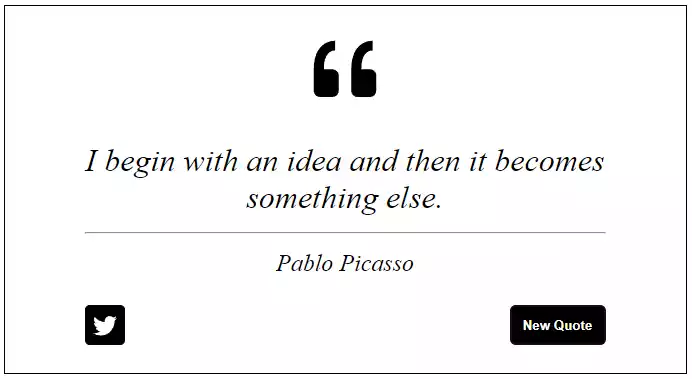 I begin with an idea and then it becomes
something else.
Pablo Picasso
New Quote